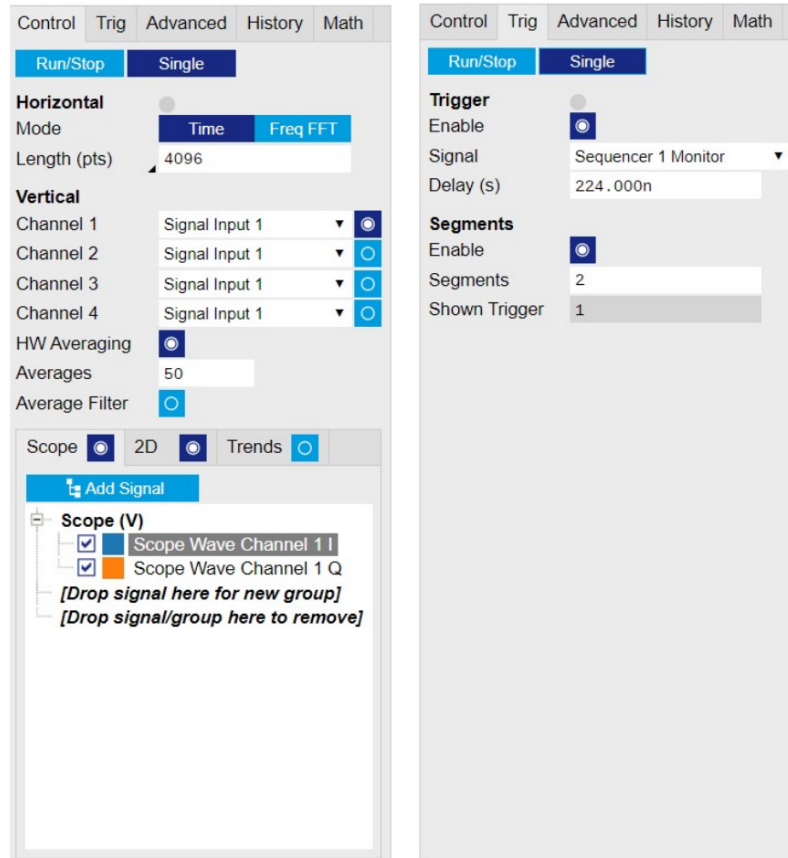 Control Trig Advanced History Math
Run/Stop Single
Horizontal
Mode Time Freq FFT
Length (pts) 4096
Vertical
Channel 1 Signal Input 1
Channel 2 Signal Input 1
Channel 3 Signal Input 1
Channel 4 Signal Input 1
HW Averaging
Averages 50
Average Filter
Scope 2D Trends
Add Signal
Scope (V)
Scope Wave Channel 1 I
Scope Wave Channel 1 Q
[Drop signal here for new group]
[Drop signal/group here to remove]
Control Trig Advanced History Math
Run/Stop Single
Trigger
Enable
Signal Sequencer 1 Monitor
Delay (s) 224.000n
Segments
Enable
Segments 2
Shown Trigger 1